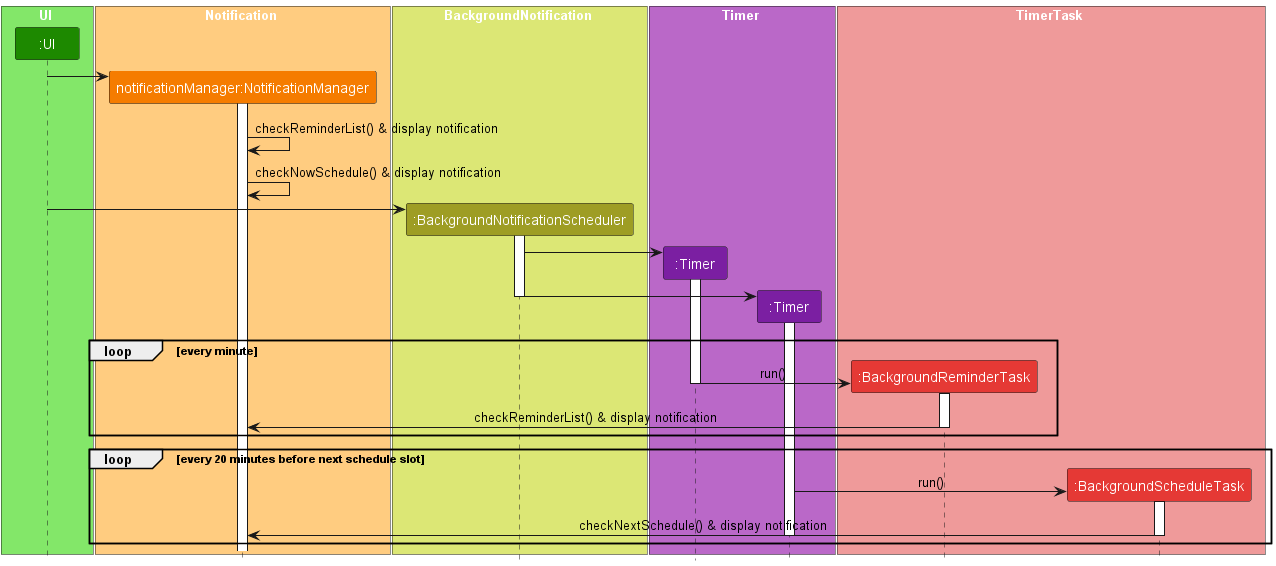 UI
Notification
BackgroundNotification
Timer
TimerTask
:UI
notificationManager:NotificationManager
checkReminderList() & display notification
checkNowSchedule() & display notification
:BackgroundNotificationScheduler
:Timer
:Timer
loop
[every minute]
:BackgroundReminderTask
run()
checkReminderList() & display notification
loop
[every 20 minutes before next schedule slot]
run()
:BackgroundScheduleTask
checkNextSchedule() & display notification